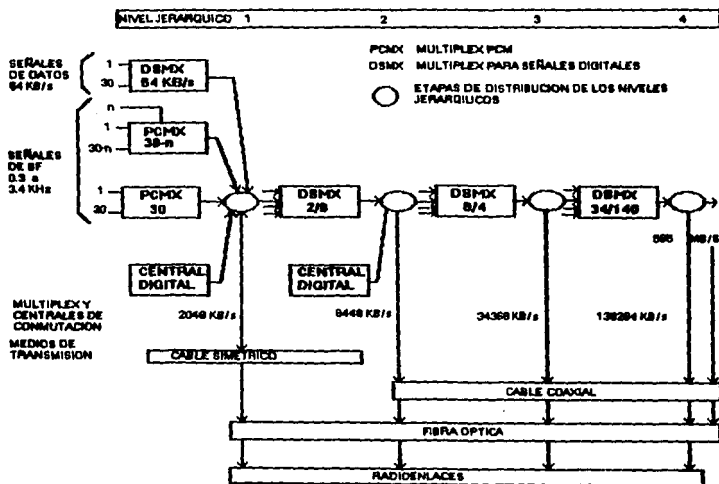 NIVEL JERARQUICO 1 2 3 4
PCMX MULTIPLEX PCM
DSMX MULTIPLEX PARA SEÑALES DIGITALES
ETAPAS DE DISTRIBUCION DE LOS NIVELES
JERARQUICOS
SEÑALES
DE DATOS
64 KB/s
1
30
DSMX
64 KB/s
n
1
30-n
PCMX
30-n
SEÑALES
DE BF
0.3 a
3.4 KHz
1
30
PCMX
30
DSMX
2/8
DSMX
8/4
DSMX
34/140
565 MB/S
CENTRAL
DIGITAL
CENTRAL
DIGITAL
MULTIPLEX Y
CENTRALES DE
CONMUTACION
2048 KB/s
8448 KB/s
34368 KB/s
139264 KB/s
MEDIOS DE
TRANSMISION
CABLE SIMETRICO
CABLE COAXIAL
FIBRA OPTICA
RADIOENLACES